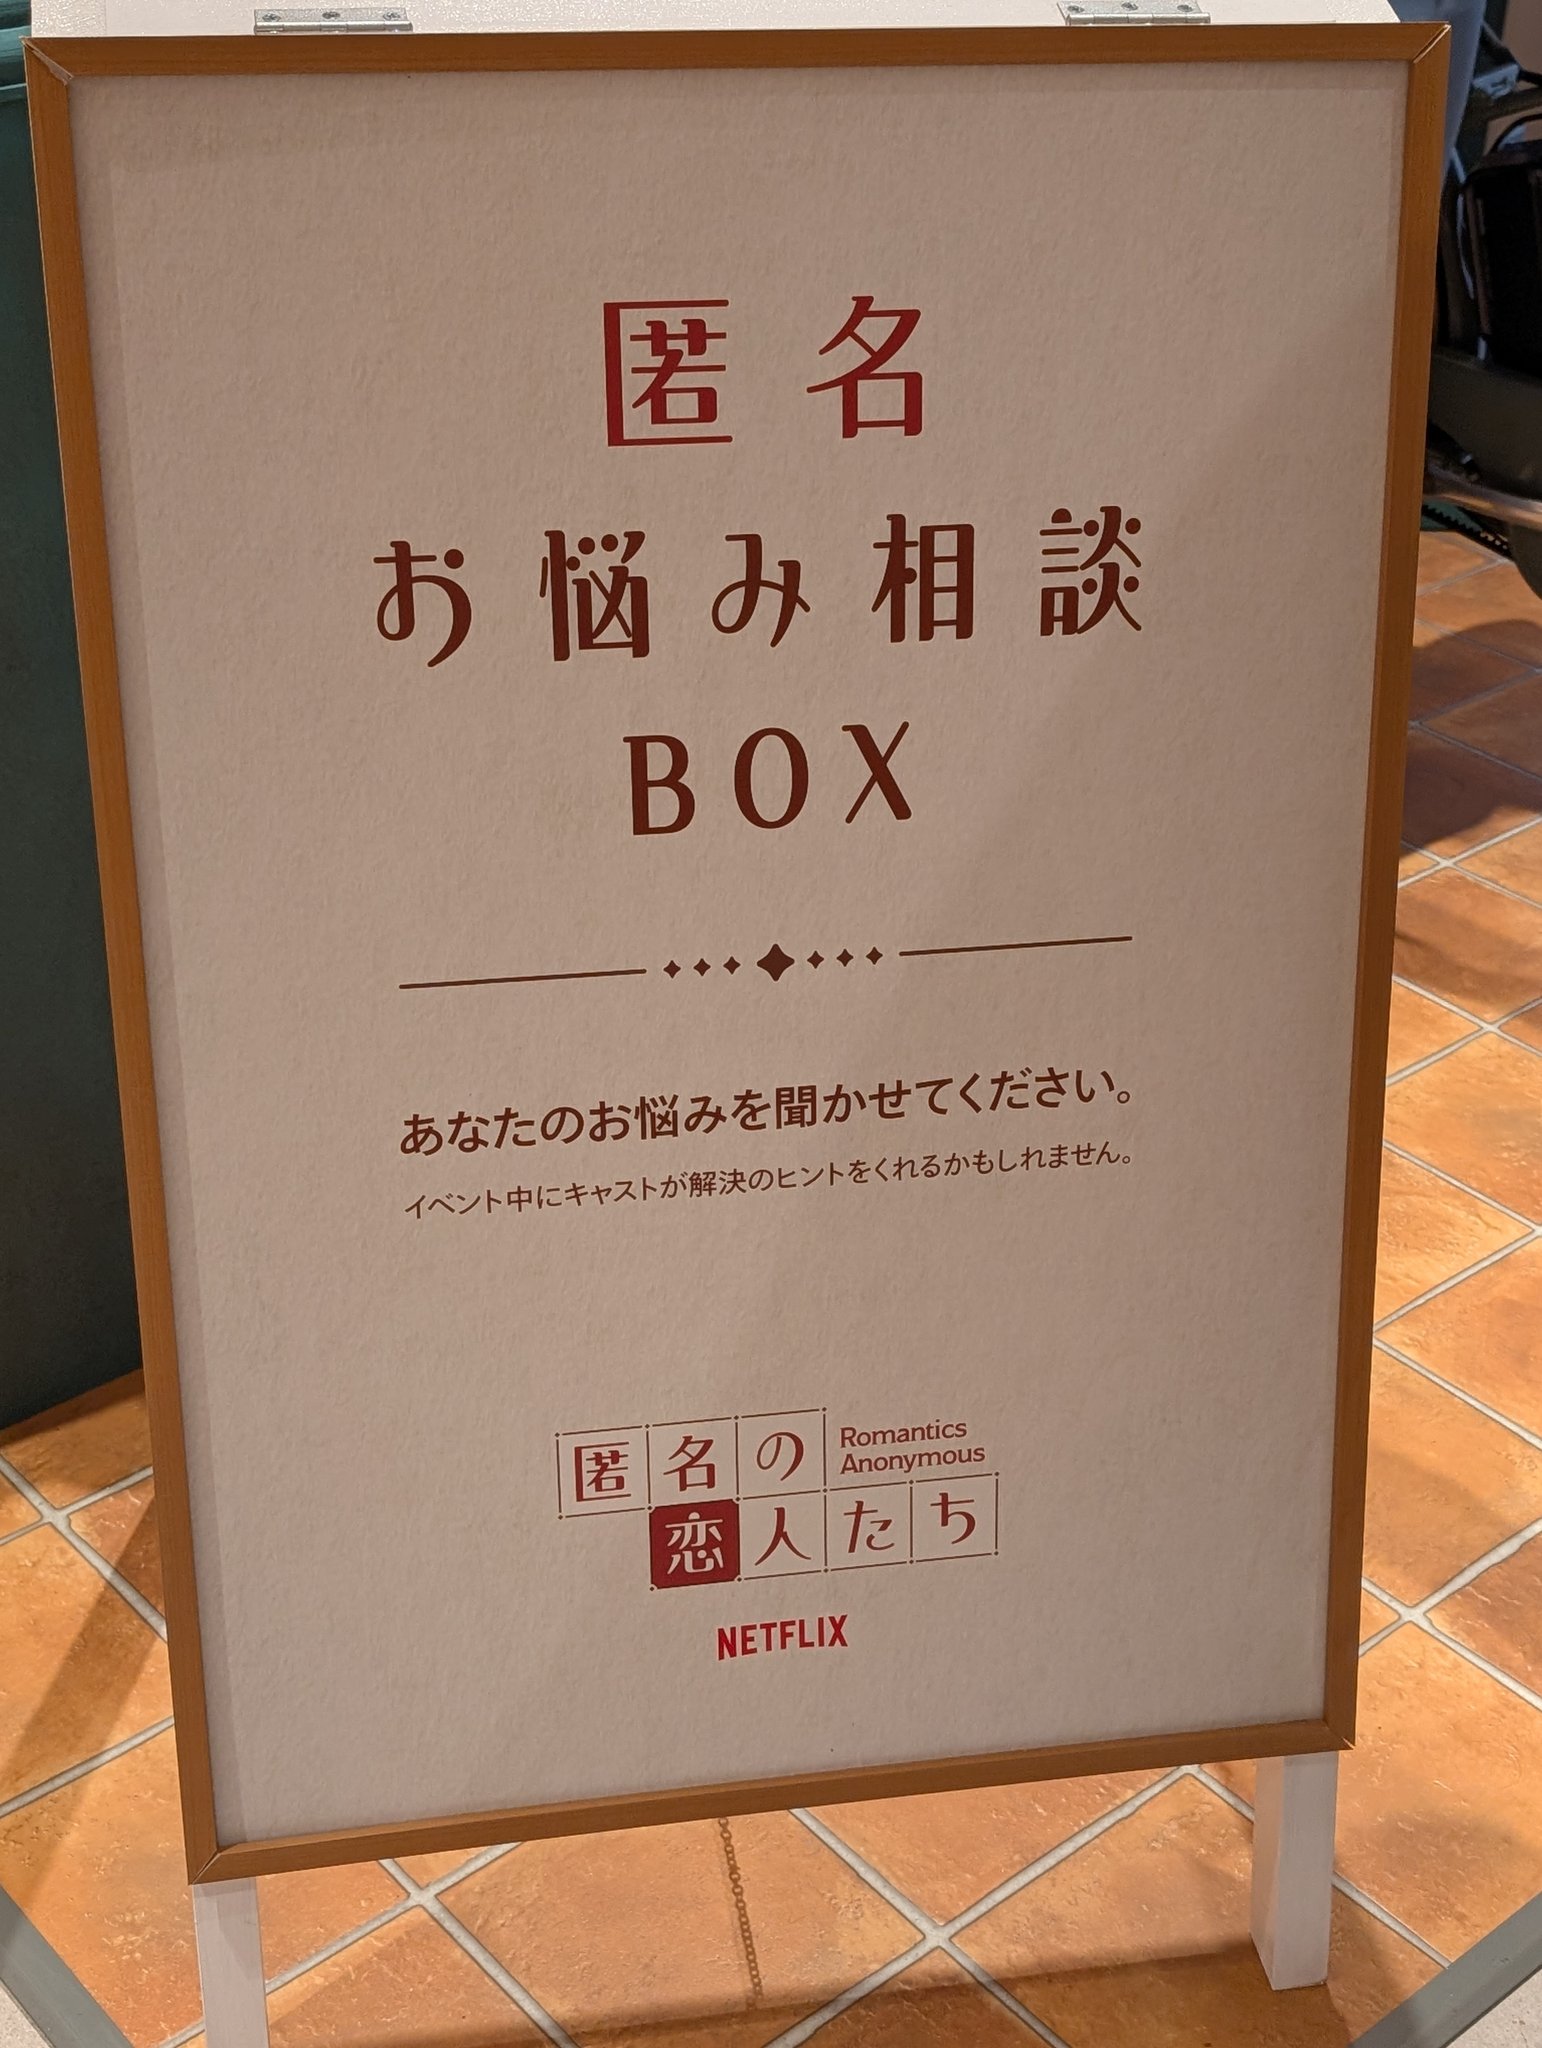 匿名
お悩み相談
BOX
あなたのお悩みを聞かせてください。
イベント中にキャストが解決のヒントをくれるかもしれません。
匿名の
恋人たち
Romantics
Anonymous
NETFLIX